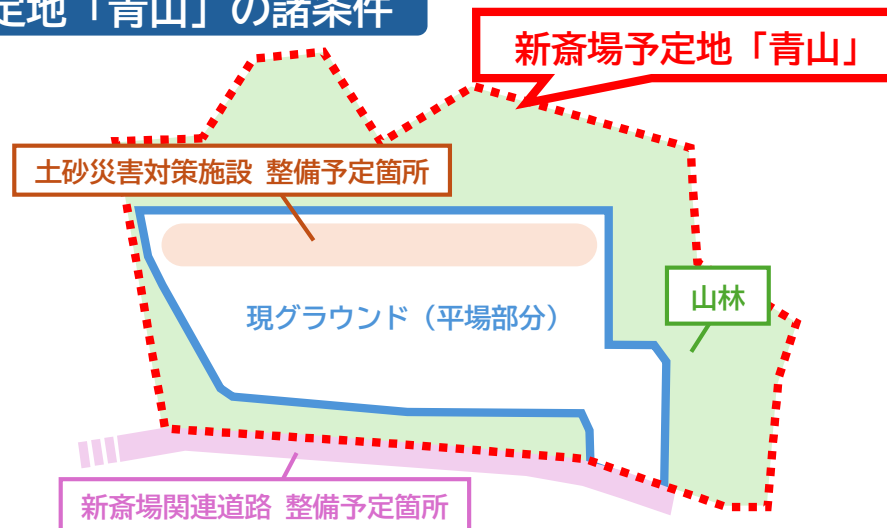 定地「青山」の諸条件
新斎場予定地「青山」
土砂災害対策施設 整備予定箇所
山林
現グラウンド（平場部分）
新斎場関連道路 整備予定箇所